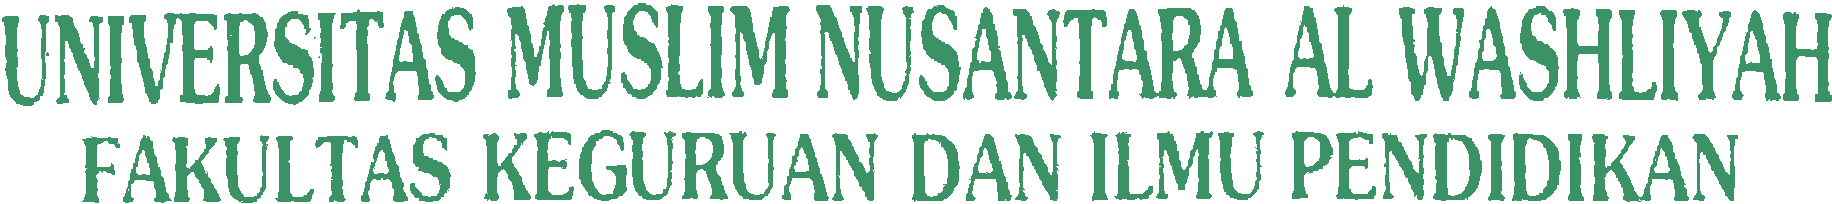 UNIVERSITAS MUSLIM NUSANTARA AL WASHLIYAH
FAKULTAS KEGURUAN DAN ILMU PENDIDIKAN